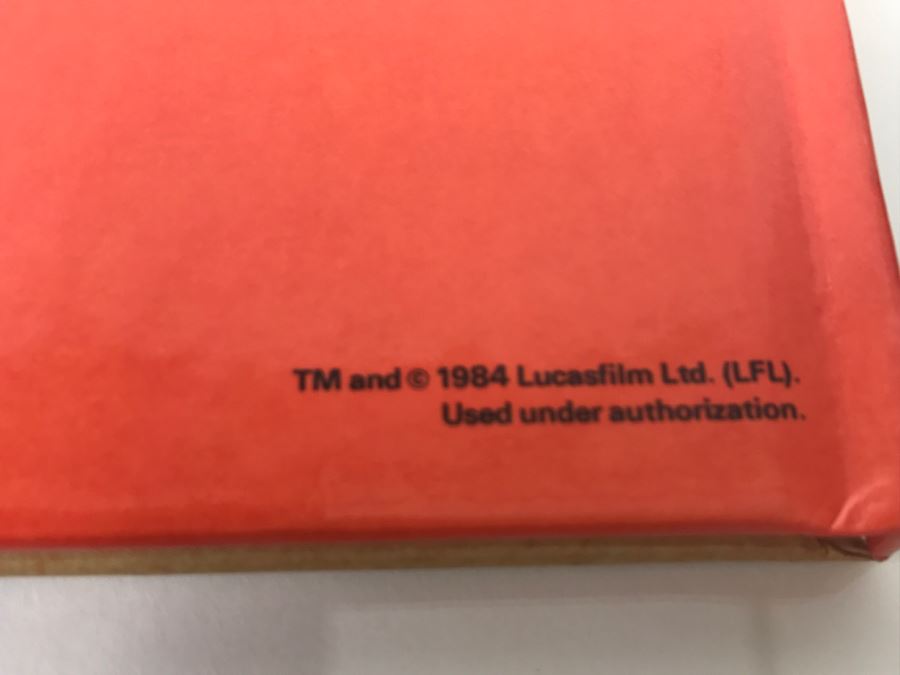 TM and © 1984 Lucasfilm Ltd. (LFL).
Used under authorization.